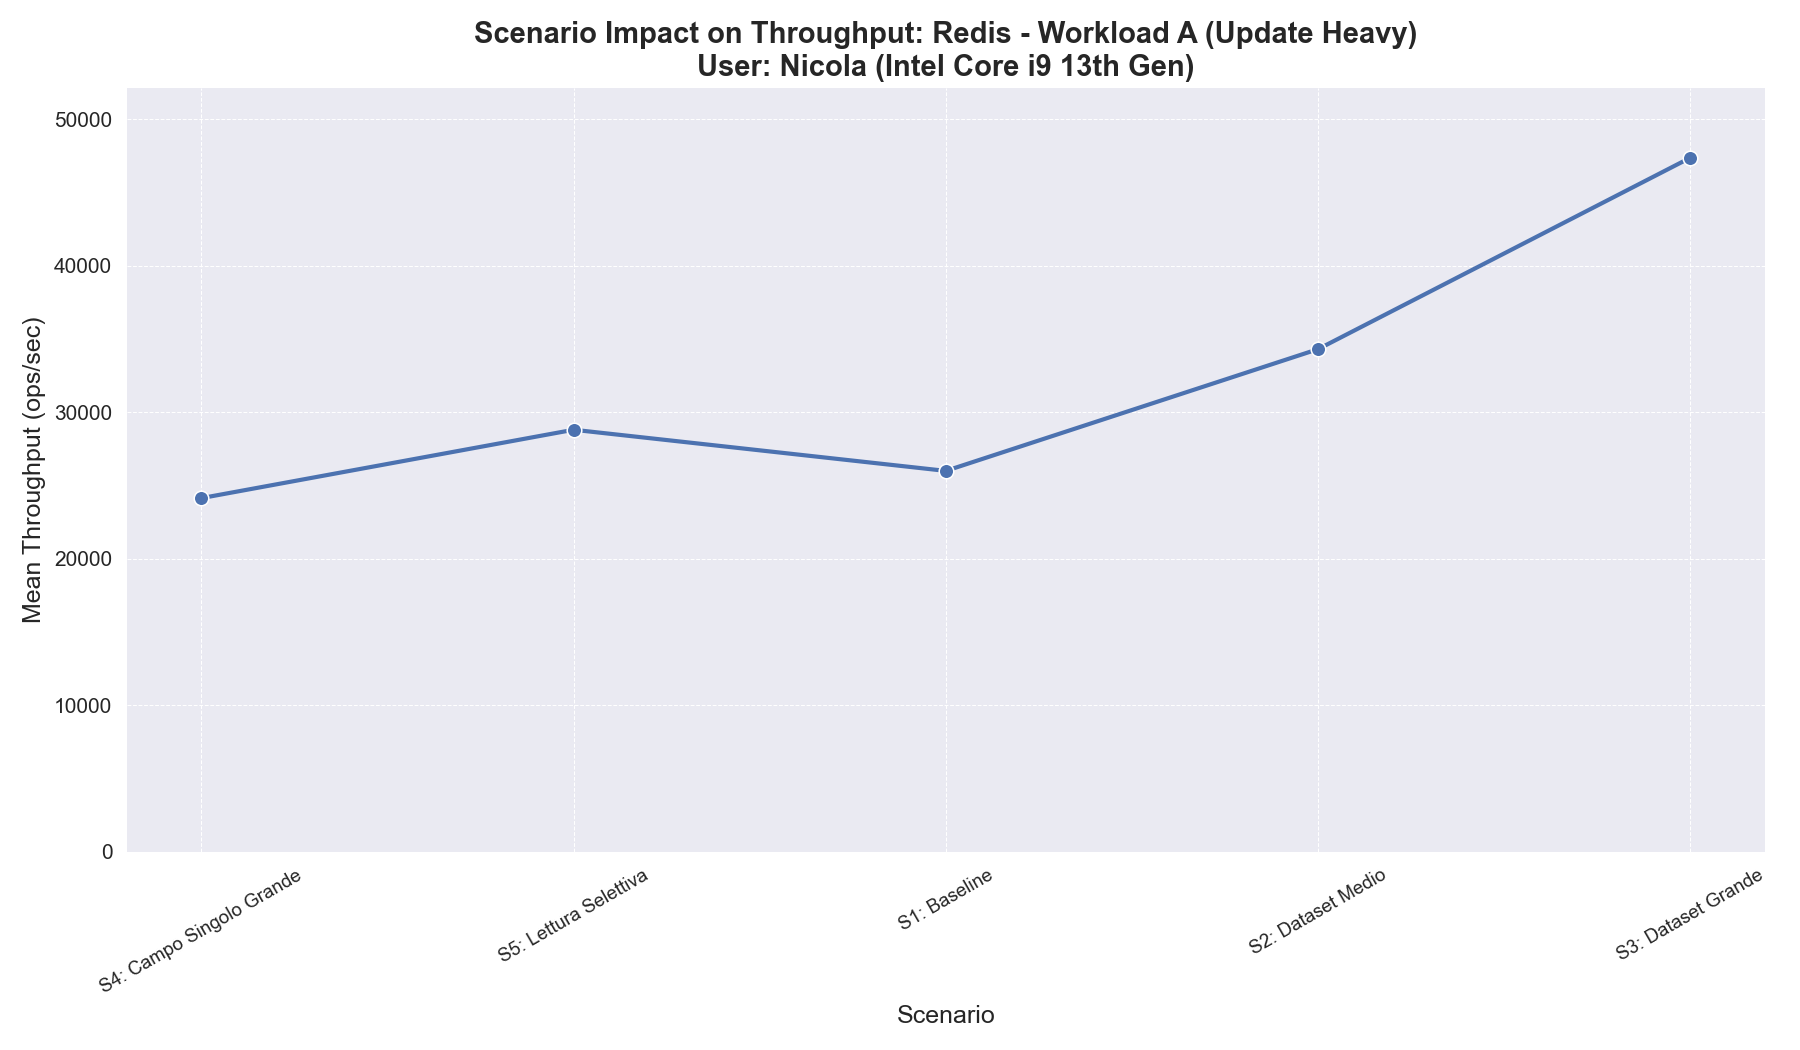 Scenario Impact on Throughput: Redis - Workload A (Update Heavy)
User: Nicola (Intel Core i9 13th Gen)
Mean Throughput (ops/sec)
50000
40000
30000
20000
10000
0
S4: Campo Singolo Grande
S5: Lettura Selettiva
S1: Baseline
S2: Dataset Medio
S3: Dataset Grande
Scenario